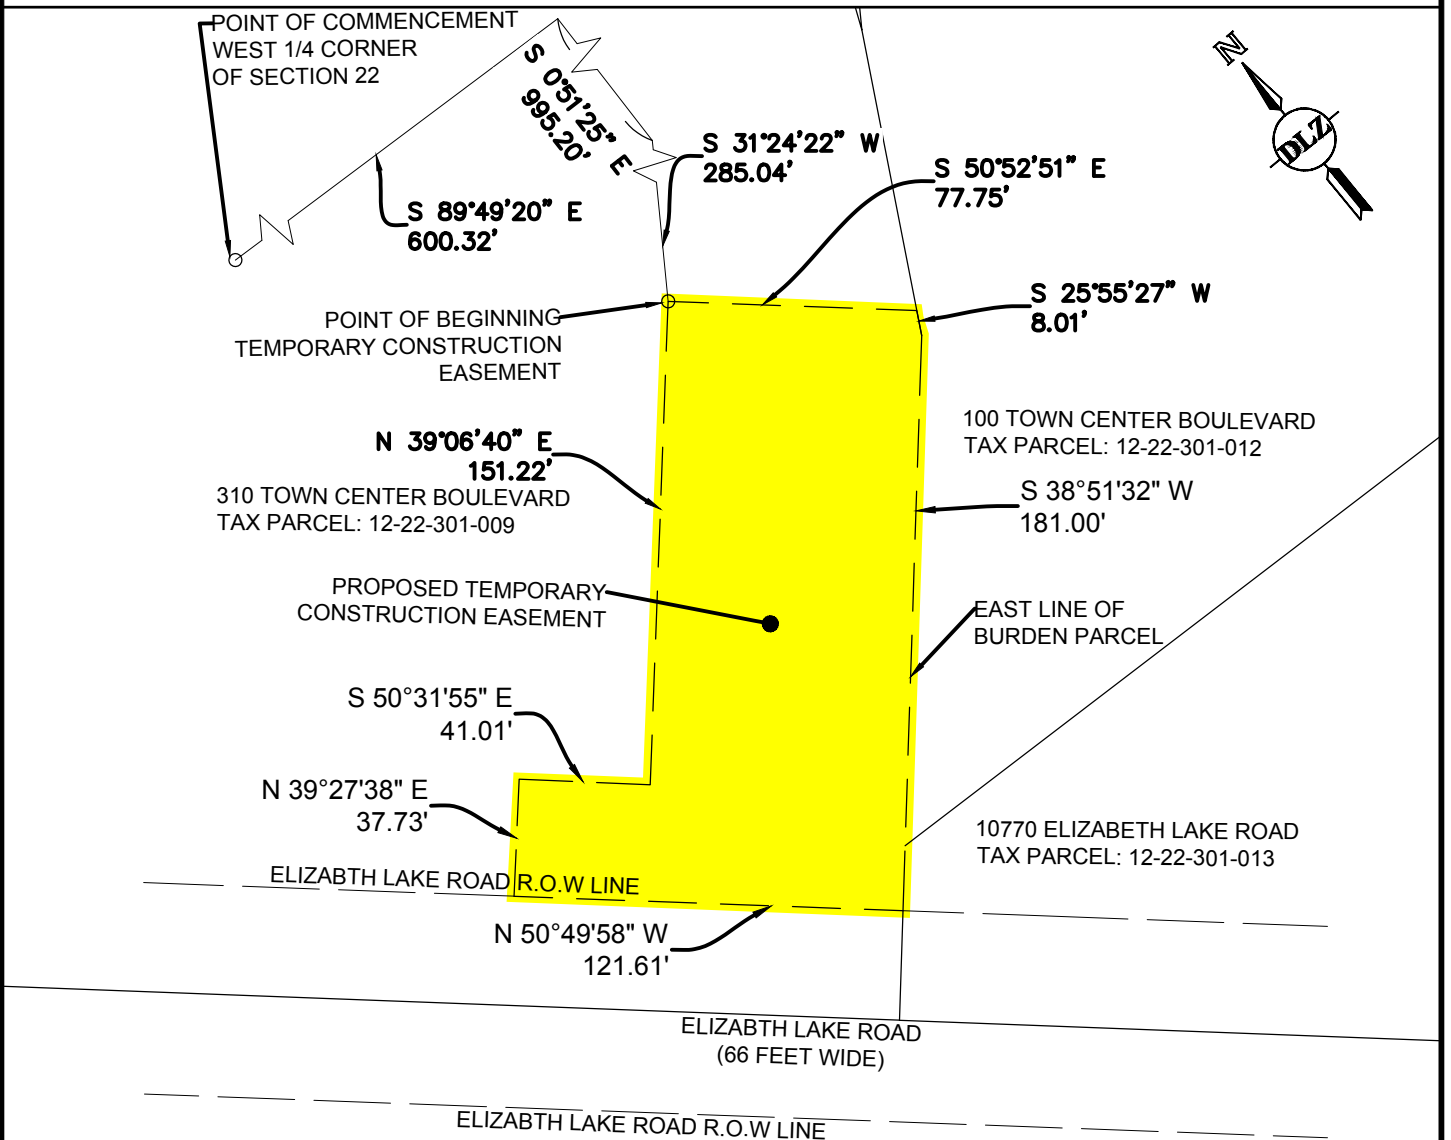 POINT OF COMMENCEMENT
WEST 1/4 CORNER
OF SECTION 22
S 0°51'25" E
995.20'
N
DLZ
S 31°24'22" W
285.04'
S 50°52'51" E
77.75'
S 89°49'20" E
600.32'
S 25°55'27" W
8.01'
POINT OF BEGINNING
TEMPORARY CONSTRUCTION
EASEMENT
100 TOWN CENTER BOULEVARD
TAX PARCEL: 12-22-301-012
N 39°06'40" E
151.22'
310 TOWN CENTER BOULEVARD
TAX PARCEL: 12-22-301-009
S 38°51'32" W
181.00'
PROPOSED TEMPORARY
CONSTRUCTION EASEMENT
EAST LINE OF
BURDEN PARCEL
S 50°31'55" E
41.01'
N 39°27'38" E
37.73'
10770 ELIZABETH LAKE ROAD
TAX PARCEL: 12-22-301-013
ELIZABTH LAKE ROAD R.O.W LINE
N 50°49'58" W
121.61'
ELIZABTH LAKE ROAD
(66 FEET WIDE)
ELIZABTH LAKE ROAD R.O.W LINE